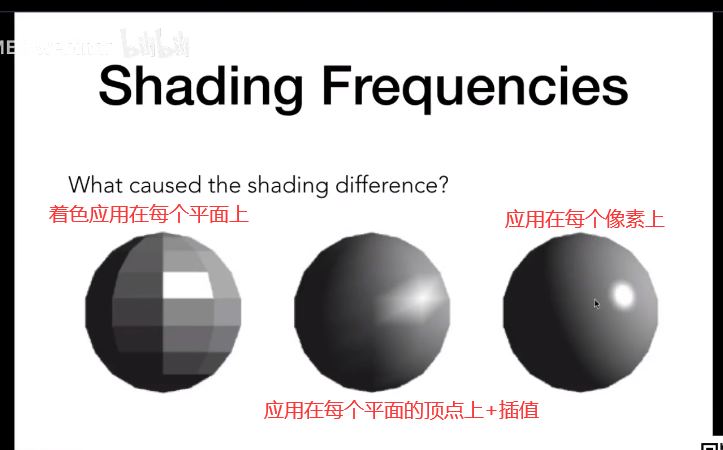 bilibili
Shading Frequencies
What caused the shading difference?
着色应用在每个平面上
应用在每个像素上
应用在每个平面的顶点上+插值